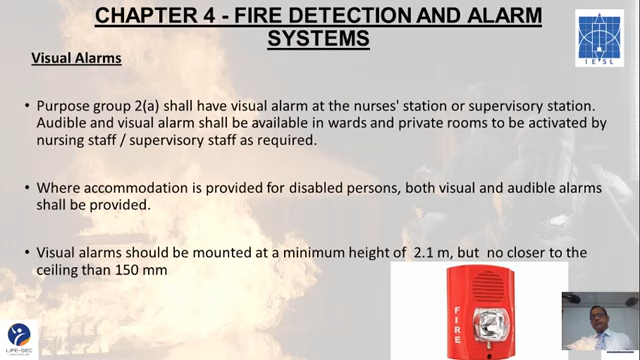 CHAPTER 4 - FIRE DETECTION AND ALARM
SYSTEMS
IESL
Visual Alarms
• Purpose group 2(a) shall have visual alarm at the nurses' station or supervisory station.
Audible and visual alarm shall be available in wards and private rooms to be activated by
nursing staff / supervisory staff as required.
• Where accommodation is provided for disabled persons, both visual and audible alarms
shall be provided.
• Visual alarms should be mounted at a minimum height of 2.1 m, but no closer to the
ceiling than 150 mm
FIRE
LIFE-SEC